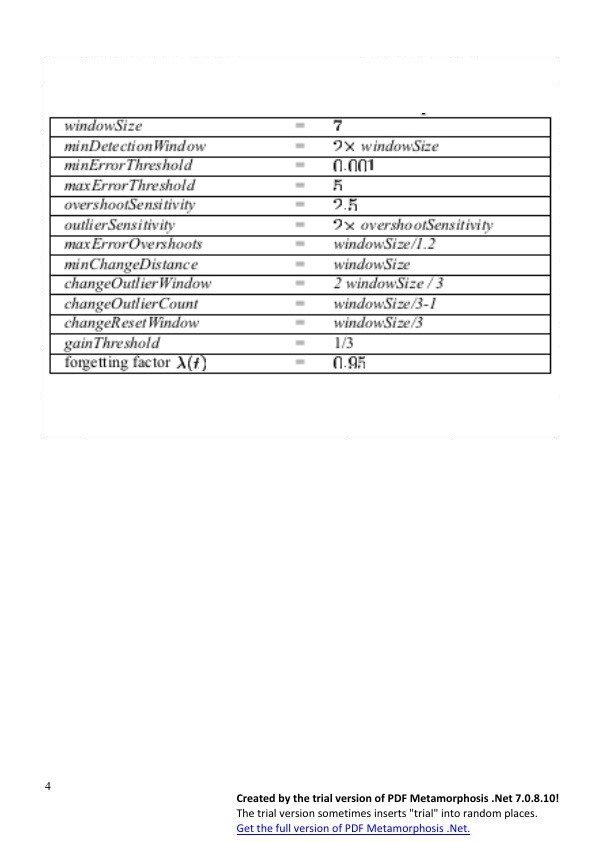 windowSize = 7
minDetectionWindow = 2× windowSize
minErrorThreshold = 0.001
maxErrorThreshold = 5
overshootSensitivity = 2.5
outlierSensitivity = 2× overshootSensitivity
maxErrorOvershoots = windowSize/1.2
minChangeDistance = windowSize
changeOutlierWindow = 2 windowSize / 3
changeOutlierCount = windowSize/3-1
changeResetWindow = windowSize/3
gainThreshold = 1/3
forgetting factor λ(t) = 0.95
4
Created by the trial version of PDF Metamorphosis .Net 7.0.8.10!
The trial version sometimes inserts "trial" into random places.
Get the full version of PDF Metamorphosis .Net.